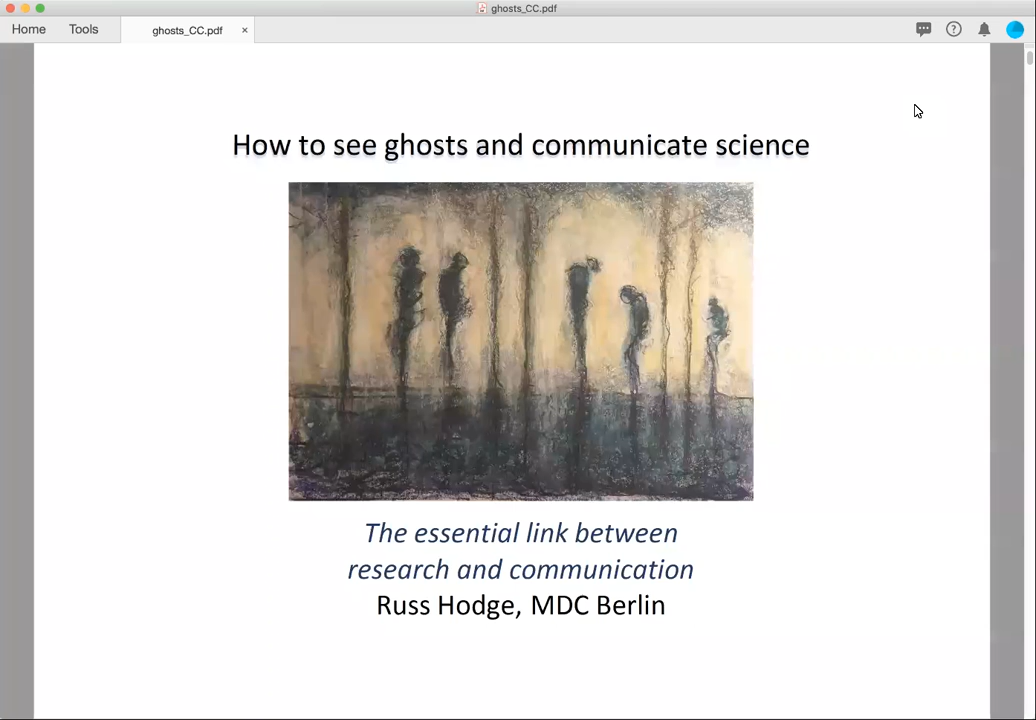 ghosts_CC.pdf
Home
Tools
ghosts_CC.pdf
How to see ghosts and communicate science
The essential link between
research and communication
Russ Hodge, MDC Berlin